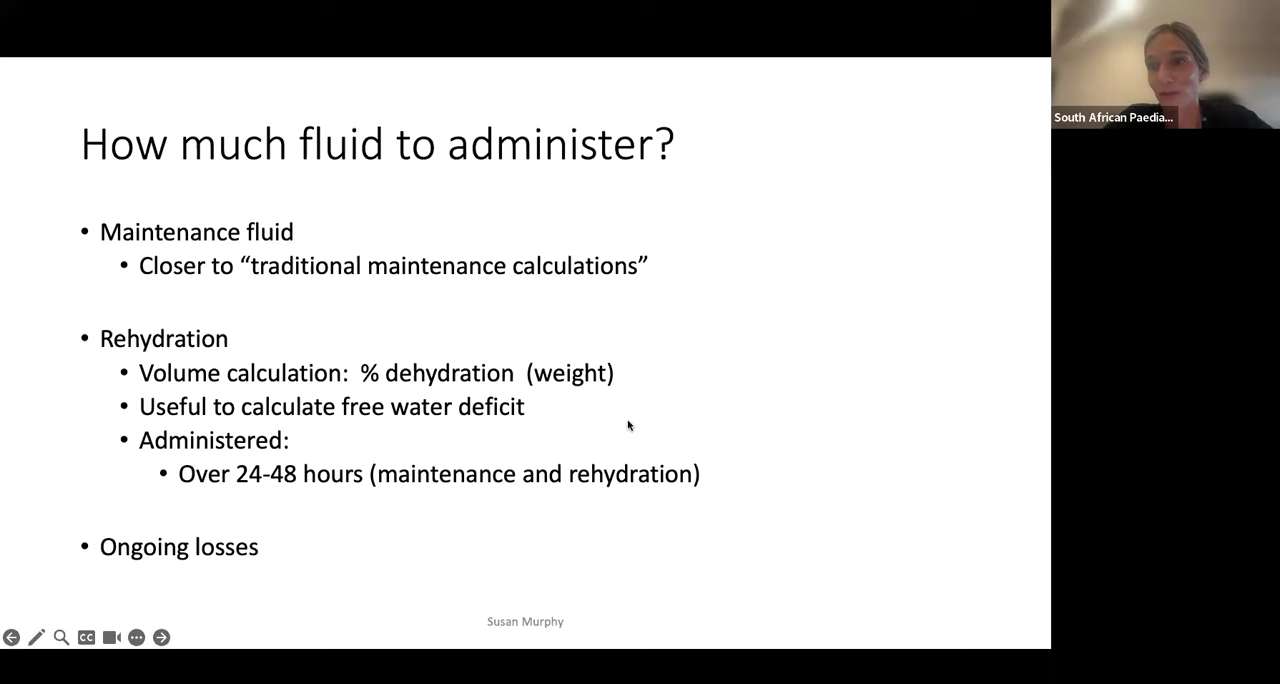 How much fluid to administer?
• Maintenance fluid
• Closer to “traditional maintenance calculations”
• Rehydration
• Volume calculation:  % dehydration  (weight)
• Useful to calculate free water deficit
• Administered:
• Over 24-48 hours (maintenance and rehydration)
• Ongoing losses
Susan Murphy
CC
South African Paedia...